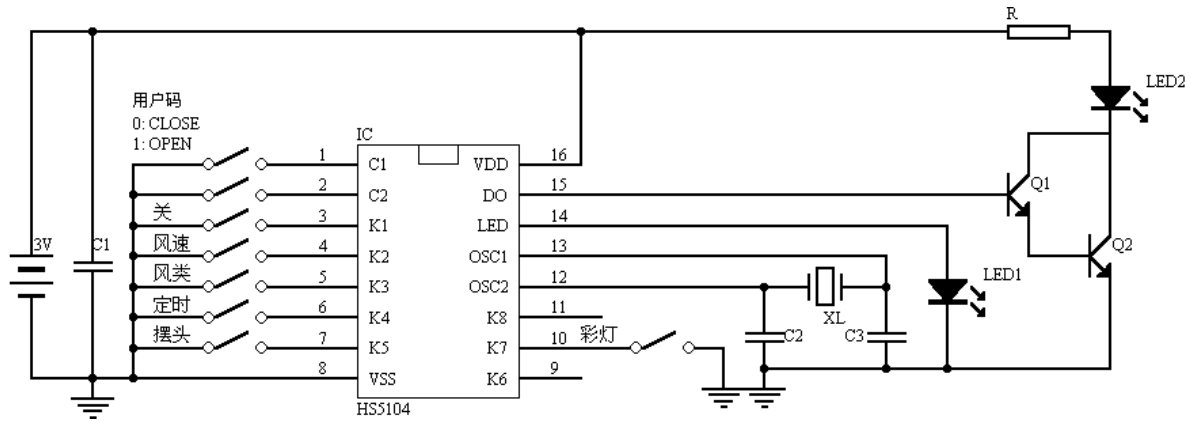 R
LED2
用户码
0: CLOSE
1: OPEN
IC
1 C1 VDD 16
2 C2 DO 15 Q1
关 3 K1 LED 14
3V C1 风速 4 K2 OSC1 13 Q2
风类 5 K3 OSC2 12 LED1
定时 6 K4 K8 11 XL
摆头 7 K5 K7 10 彩灯 C2 C3
8 VSS K6 9
HS5104